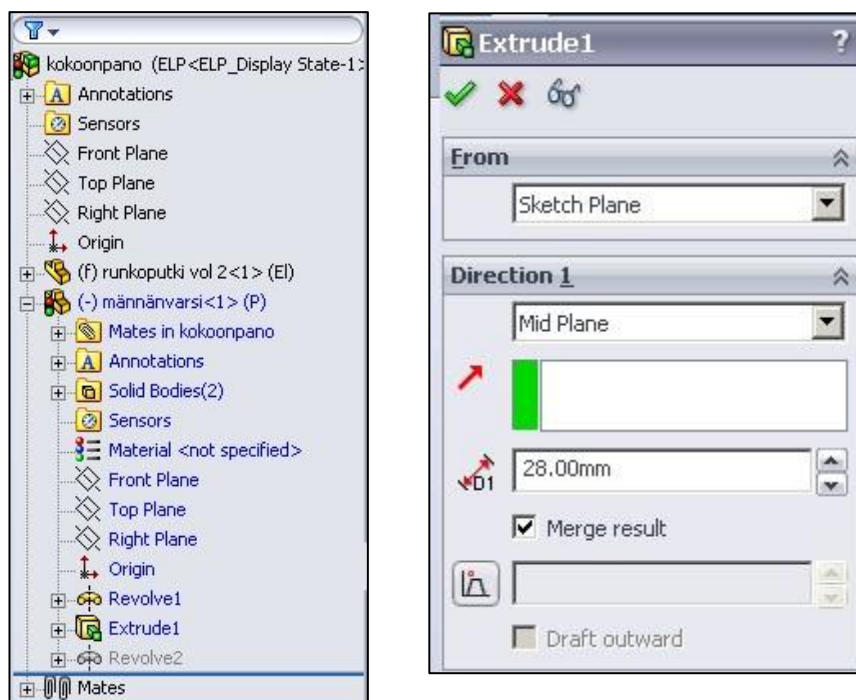 kokoonpano (ELP<ELP_Display State-1>
Annotations
Sensors
Front Plane
Top Plane
Right Plane
Origin
(f) runkoputki vol 2<1> (El)
(-) männänvarsi<1> (P)
Mates in kokoonpano
Annotations
Solid Bodies(2)
Sensors
Material <not specified>
Front Plane
Top Plane
Right Plane
Origin
Revolve1
Extrude1
Revolve2
Mates
Extrude1 ?
From
Sketch Plane
Direction 1
Mid Plane
D1
28.00mm
Merge result
Draft outward